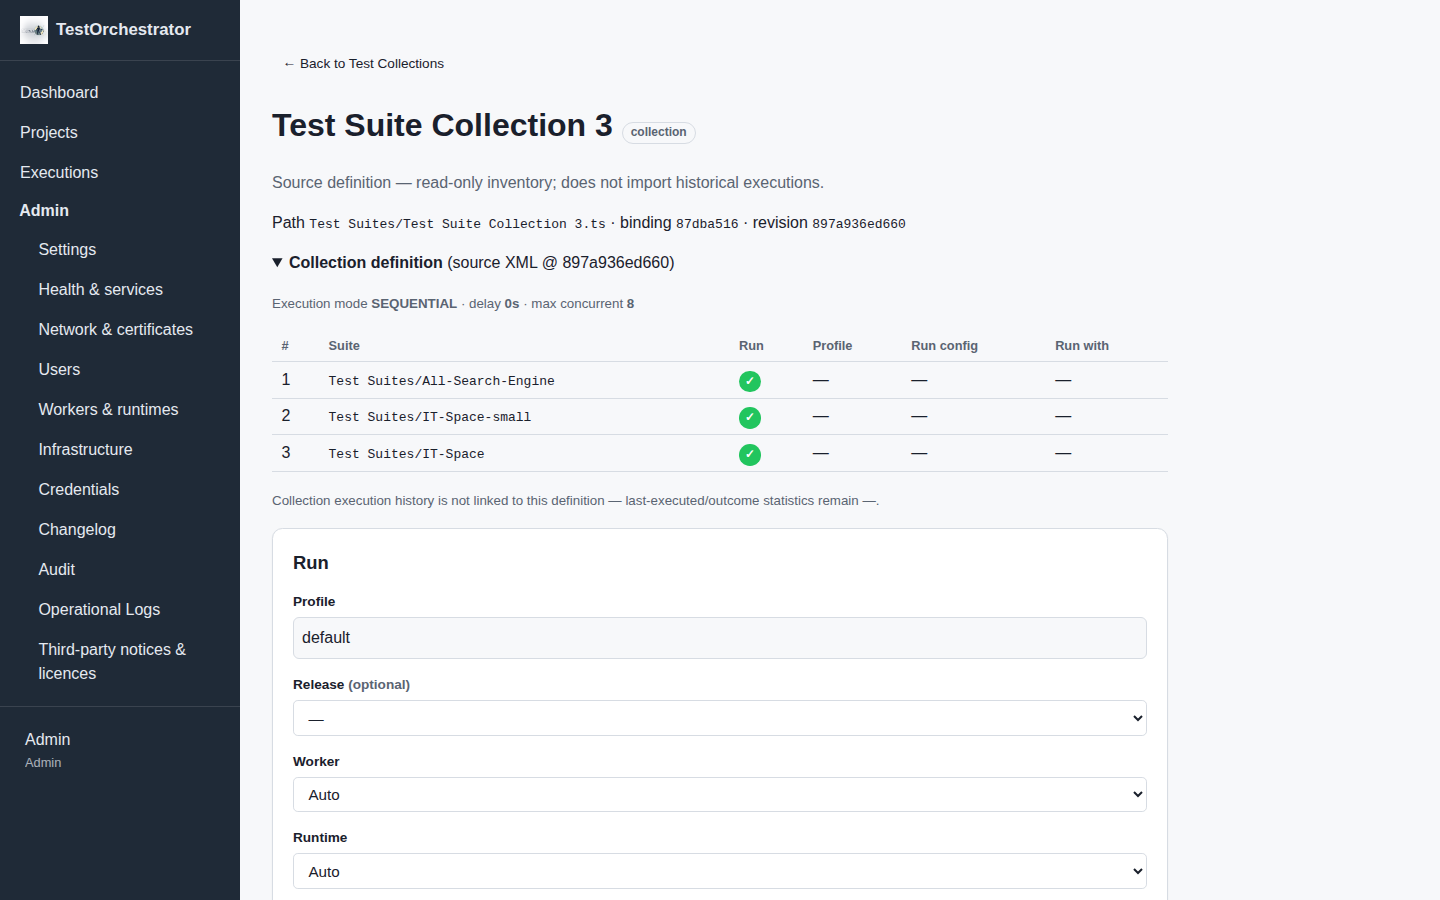 TestOrchestrator
Dashboard
Projects
Executions
Admin
Settings
Health & services
Network & certificates
Users
Workers & runtimes
Infrastructure
Credentials
Changelog
Audit
Operational Logs
Third-party notices &
licences
Admin
Admin
← Back to Test Collections
Test Suite Collection 3 collection
Source definition — read-only inventory; does not import historical executions.
Path Test Suites/Test Suite Collection 3.ts · binding 87dba516 · revision 897a936ed660
▼ Collection definition (source XML @ 897a936ed660)
Execution mode SEQUENTIAL · delay 0s · max concurrent 8
# Suite Run Profile Run config Run with
1 Test Suites/All-Search-Engine ✓ — — —
2 Test Suites/IT-Space-small ✓ — — —
3 Test Suites/IT-Space ✓ — — —
Collection execution history is not linked to this definition — last-executed/outcome statistics remain —.
Run
Profile
default
Release (optional)
—
Worker
Auto
Runtime
Auto